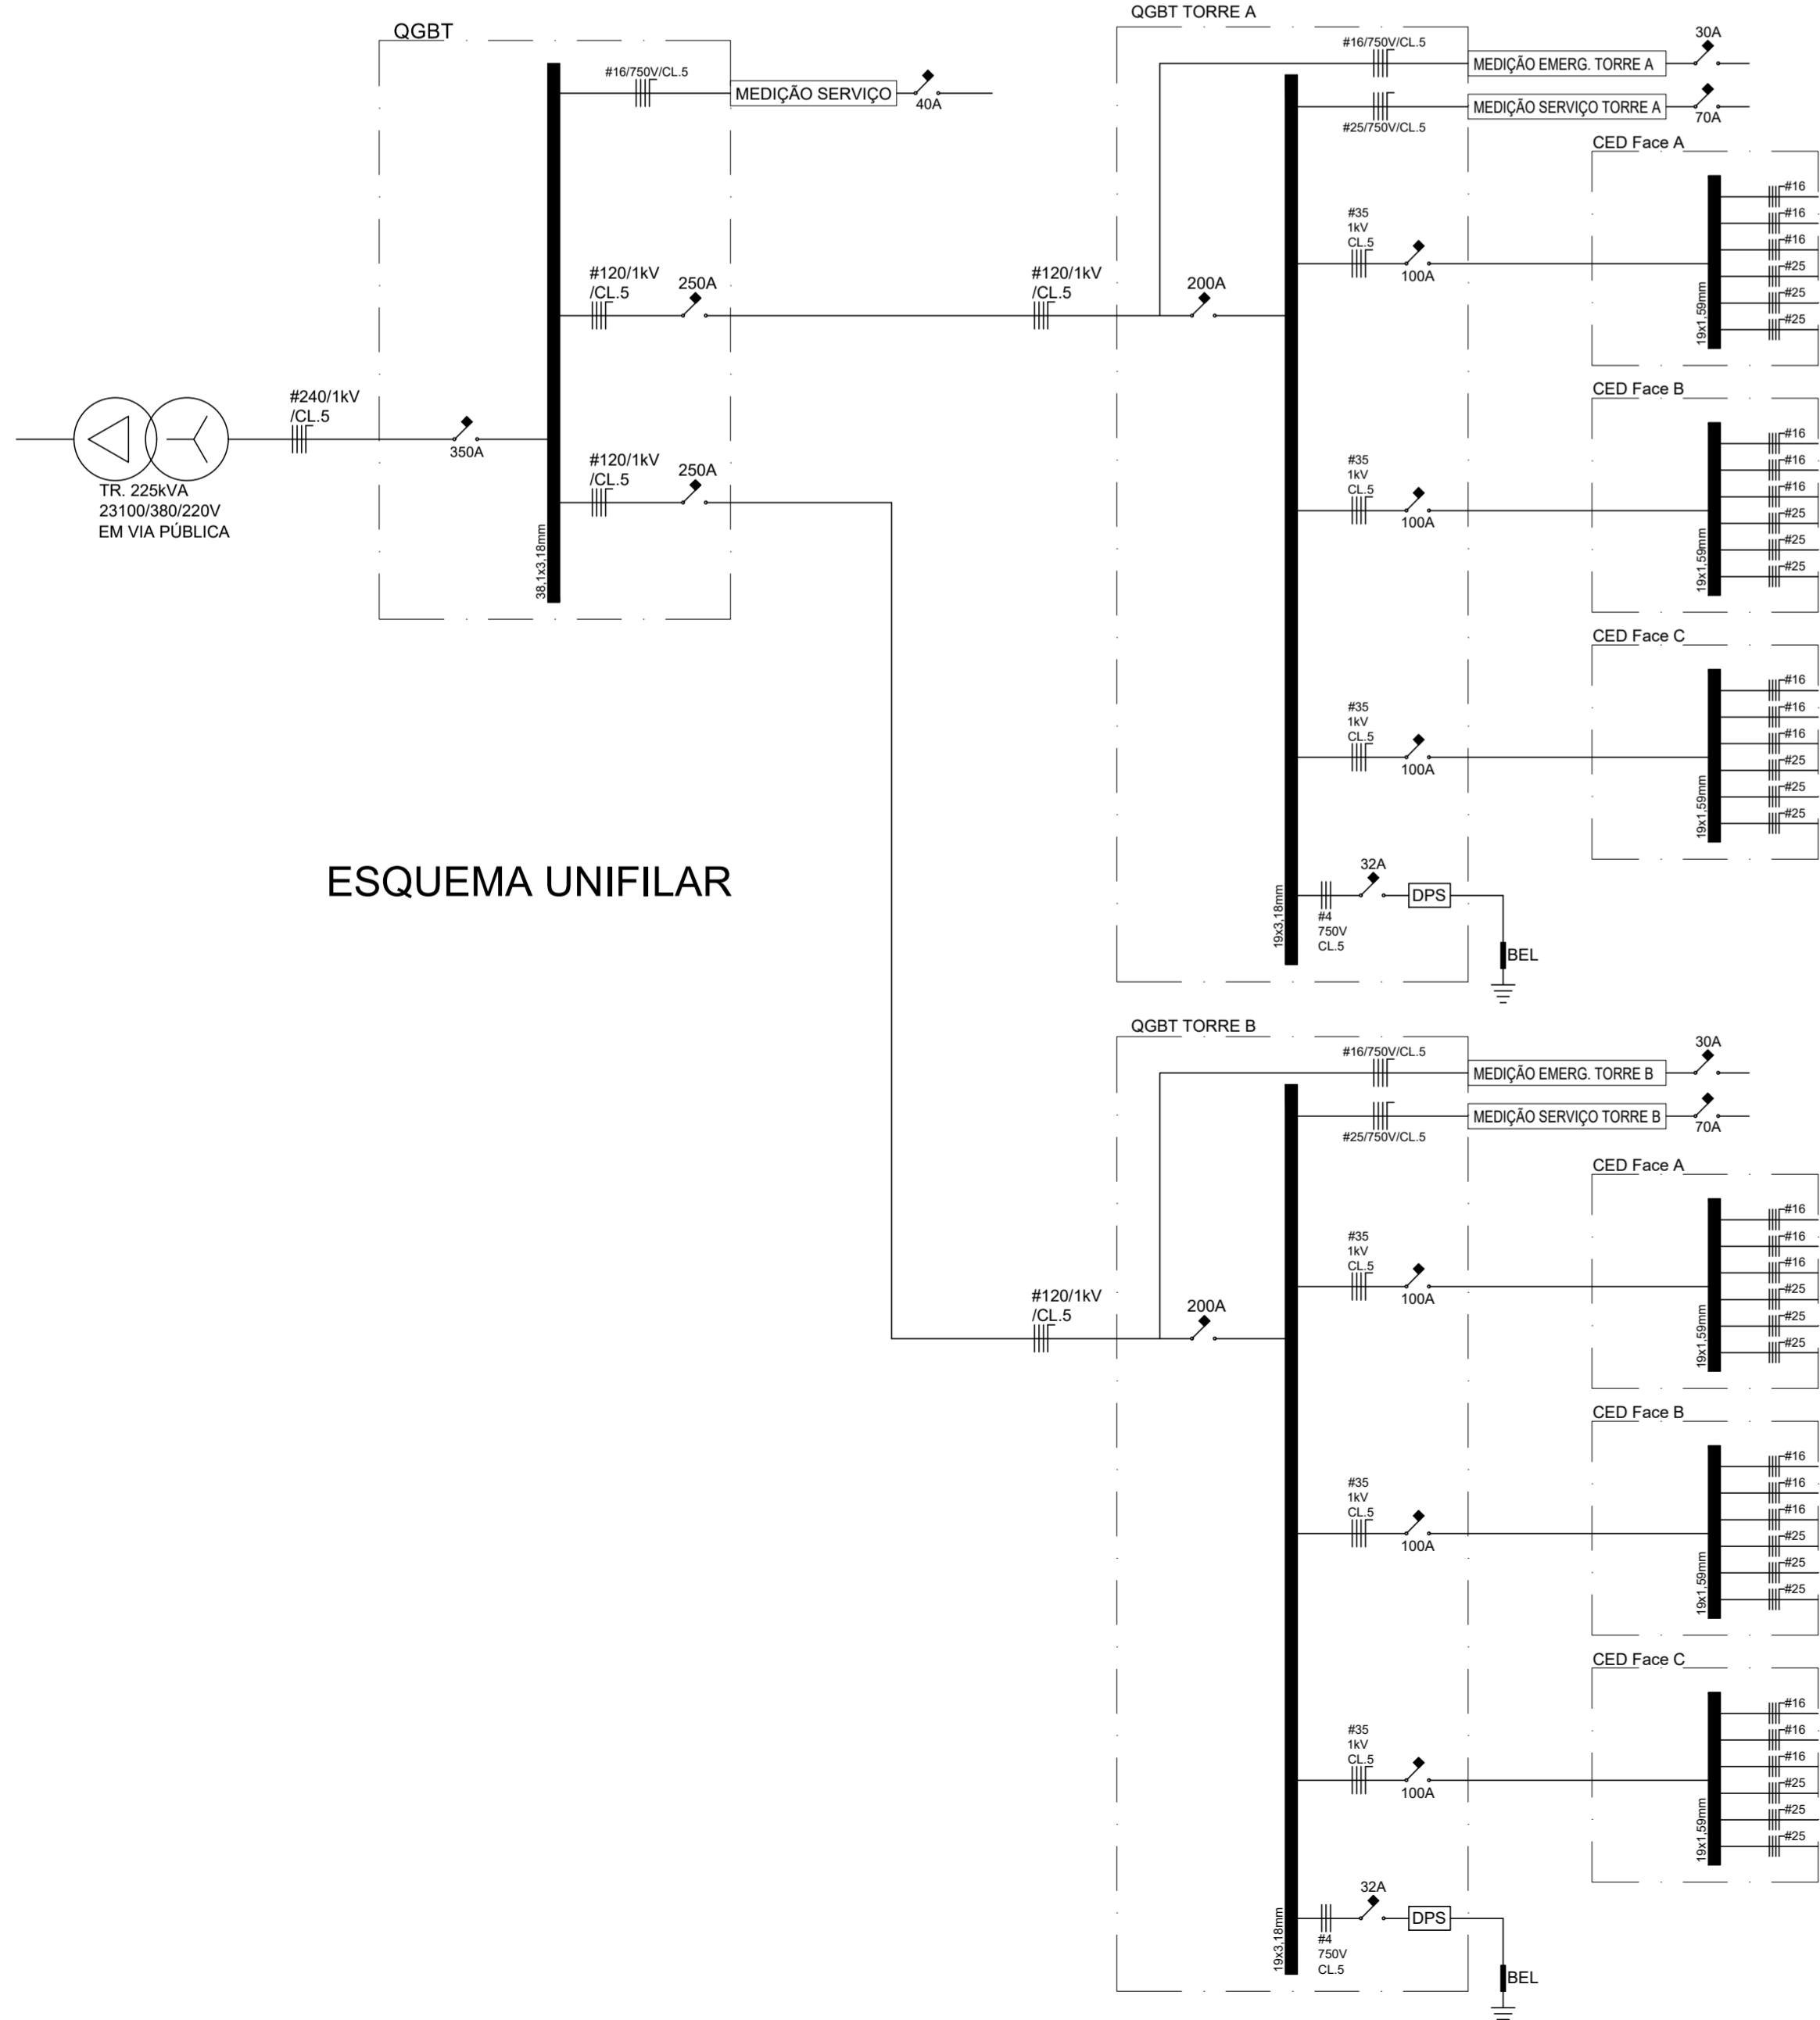 QGBT
#16/750V/CL.5
MEDIÇÃO SERVIÇO
40A
#120/1kV
/CL.5
250A
#240/1kV
/CL.5
350A
TR. 225kVA
23100/380/220V
EM VIA PÚBLICA
#120/1kV
/CL.5
250A
38,1x3,18mm
ESQUEMA UNIFILAR
QGBT TORRE A
#16/750V/CL.5
MEDIÇÃO EMERG. TORRE A
30A
MEDIÇÃO SERVIÇO TORRE A
#25/750V/CL.5
70A
#120/1kV
/CL.5
200A
CED Face A
#35
1kV
CL.5
100A
19x1,59mm
#16
#16
#16
#25
#25
#25
CED Face B
#35
1kV
CL.5
100A
19x1,59mm
#16
#16
#16
#25
#25
#25
CED Face C
#35
1kV
CL.5
100A
19x1,59mm
#16
#16
#16
#25
#25
#25
19x3,18mm
32A
DPS
#4
750V
CL.5
BEL
QGBT TORRE B
#16/750V/CL.5
MEDIÇÃO EMERG. TORRE B
30A
MEDIÇÃO SERVIÇO TORRE B
#25/750V/CL.5
70A
#120/1kV
/CL.5
200A
CED Face A
#35
1kV
CL.5
100A
19x1,59mm
#16
#16
#16
#25
#25
#25
CED Face B
#35
1kV
CL.5
100A
19x1,59mm
#16
#16
#16
#25
#25
#25
CED Face C
#35
1kV
CL.5
100A
19x1,59mm
#16
#16
#16
#25
#25
#25
19x3,18mm
32A
DPS
#4
750V
CL.5
BEL